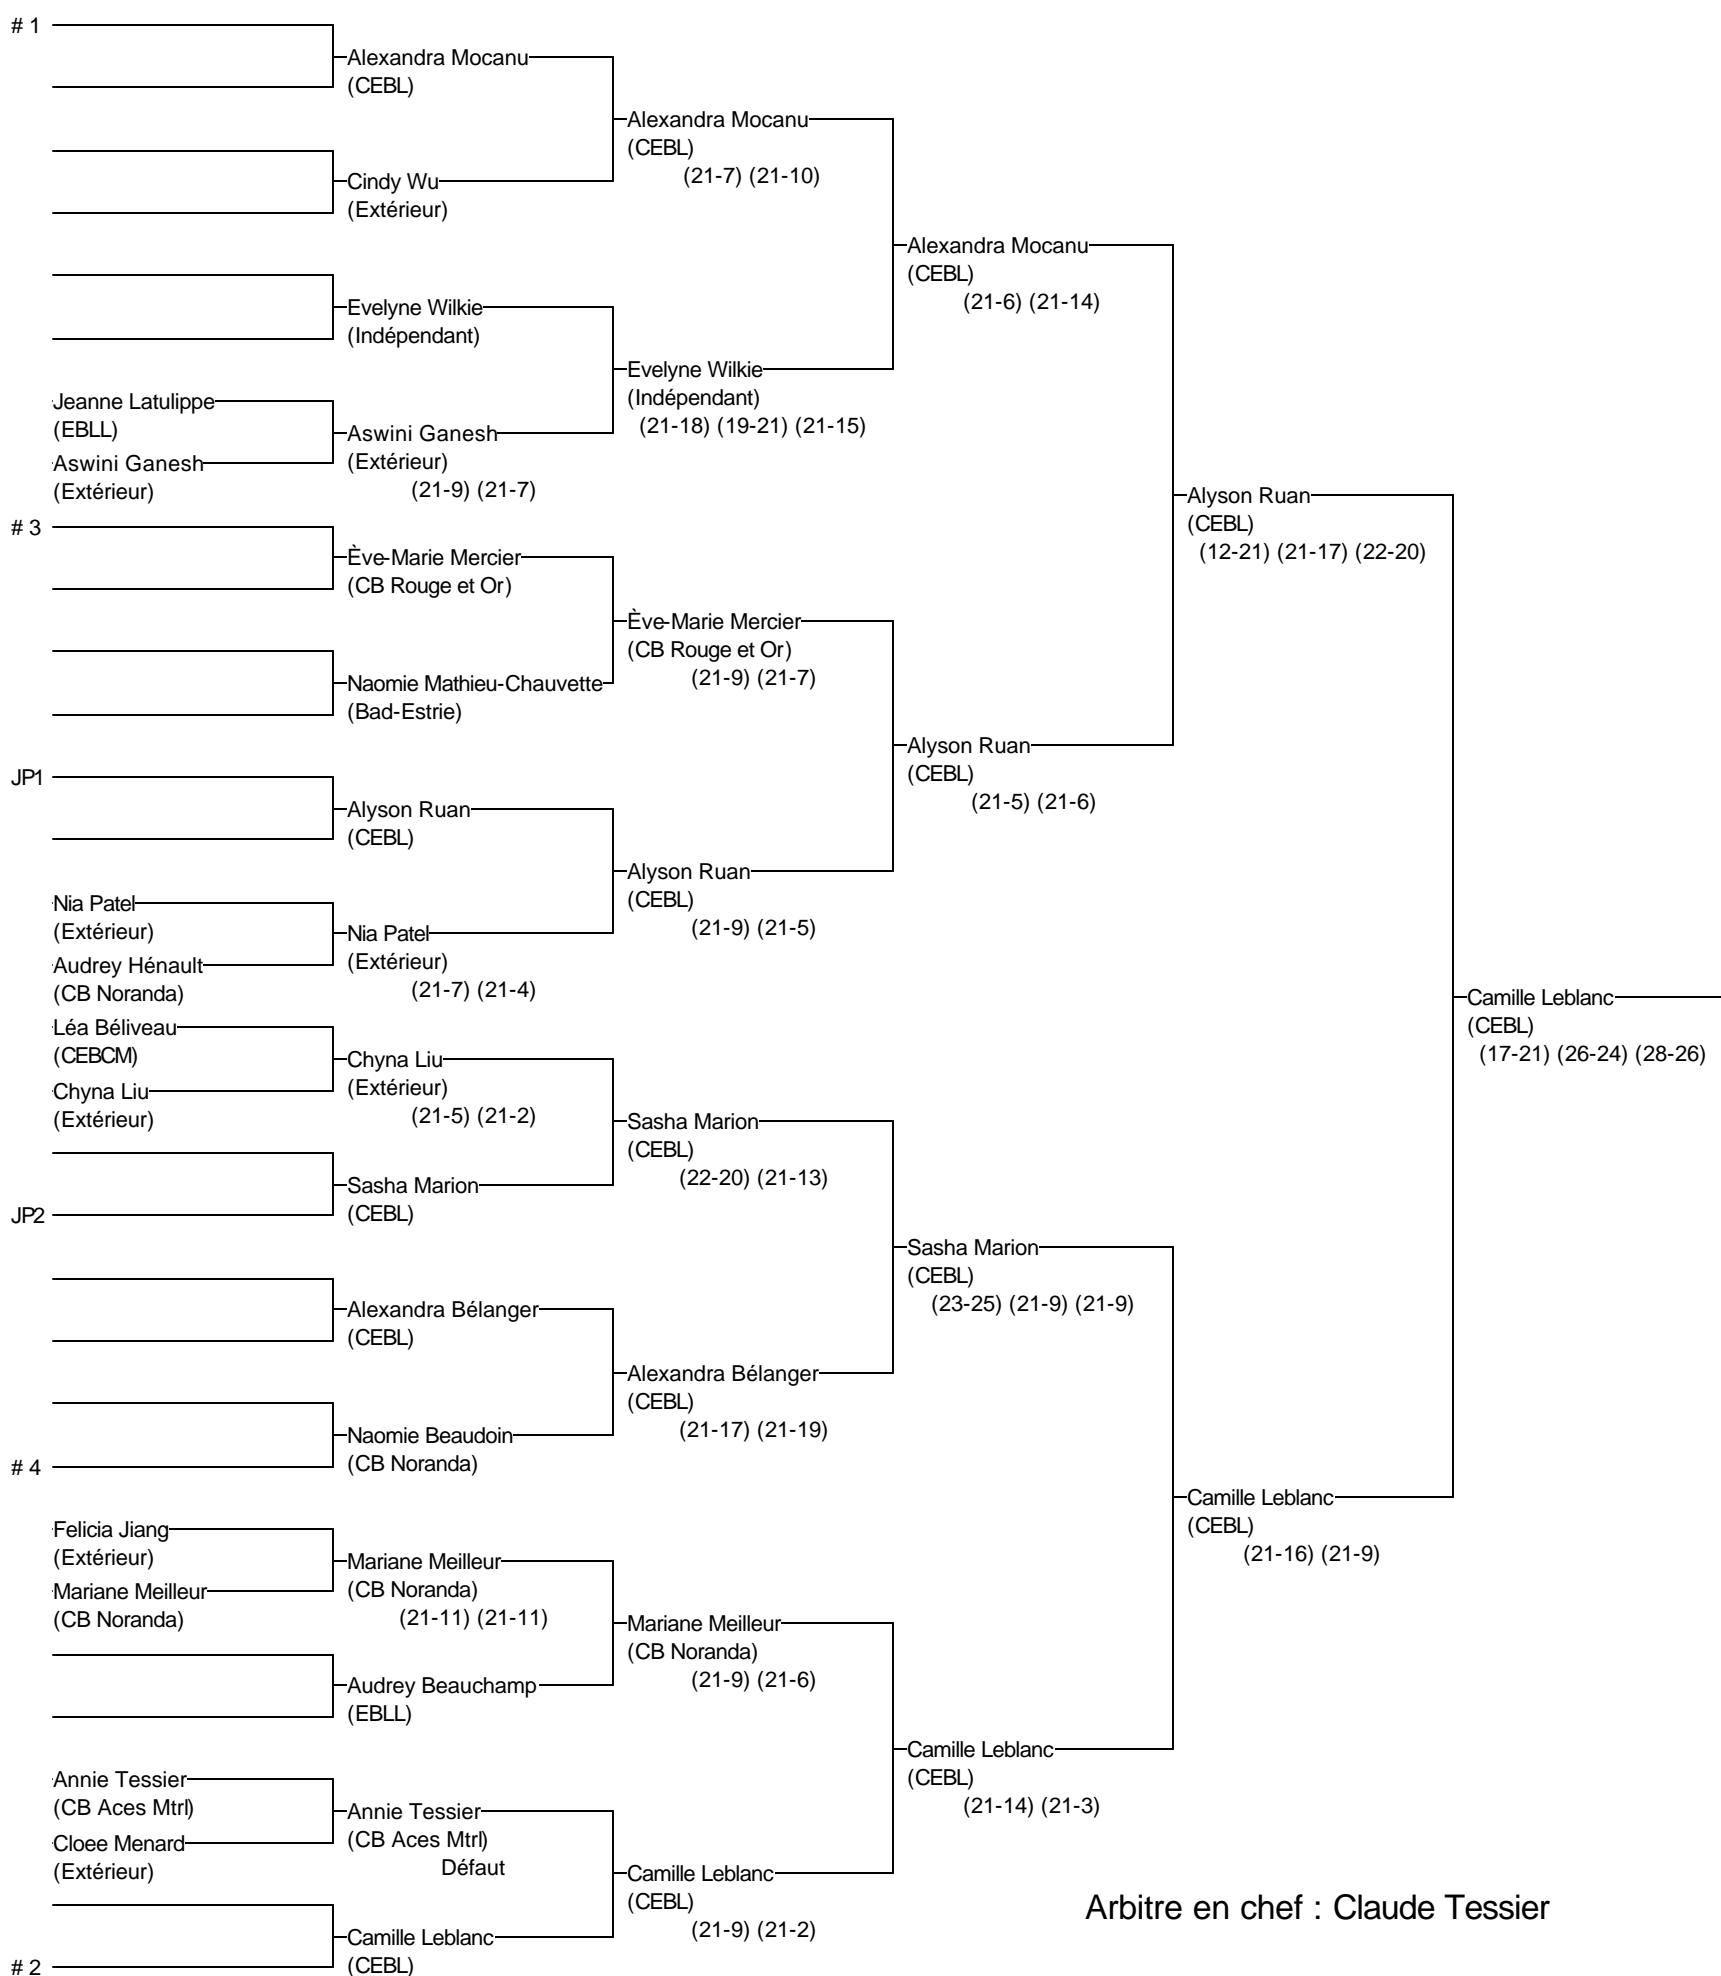 # 1
Alexandra Mocanu
(CEBL)
Alexandra Mocanu
(CEBL)
(21-7) (21-10)
Cindy Wu
(Extérieur)
Alexandra Mocanu
(CEBL)
(21-6) (21-14)
Evelyne Wilkie
(Indépendant)
Evelyne Wilkie
(Indépendant)
(21-18) (19-21) (21-15)
Jeanne Latulippe
(EBLL)
Aswini Ganesh
(Extérieur)
(21-9) (21-7)
Aswini Ganesh
(Extérieur)
Alyson Ruan
(CEBL)
(12-21) (21-17) (22-20)
# 3
Ève-Marie Mercier
(CB Rouge et Or)
Ève-Marie Mercier
(CB Rouge et Or)
(21-9) (21-7)
Naomie Mathieu-Chauvette
(Bad-Estrie)
Alyson Ruan
(CEBL)
(21-5) (21-6)
JP1
Alyson Ruan
(CEBL)
Alyson Ruan
(CEBL)
(21-9) (21-5)
Nia Patel
(Extérieur)
Nia Patel
(Extérieur)
(21-7) (21-4)
Audrey Hénault
(CB Noranda)
Camille Leblanc
(CEBL)
(17-21) (26-24) (28-26)
Léa Béliveau
(CEBCM)
Chyna Liu
(Extérieur)
(21-5) (21-2)
Chyna Liu
(Extérieur)
Sasha Marion
(CEBL)
(22-20) (21-13)
Sasha Marion
(CEBL)
JP2
Sasha Marion
(CEBL)
(23-25) (21-9) (21-9)
Alexandra Bélanger
(CEBL)
Alexandra Bélanger
(CEBL)
(21-17) (21-19)
Naomie Beaudoin
(CB Noranda)
# 4
Camille Leblanc
(CEBL)
(21-16) (21-9)
Felicia Jiang
(Extérieur)
Mariane Meilleur
(CB Noranda)
(21-11) (21-11)
Mariane Meilleur
(CB Noranda)
Mariane Meilleur
(CB Noranda)
(21-9) (21-6)
Audrey Beauchamp
(EBLL)
Camille Leblanc
(CEBL)
(21-14) (21-3)
Annie Tessier
(CB Aces Mtrl)
Annie Tessier
(CB Aces Mtrl)
Défaut
Cloee Menard
(Extérieur)
Camille Leblanc
(CEBL)
(21-9) (21-2)
Arbitre en chef : Claude Tessier
Camille Leblanc
(CEBL)
# 2